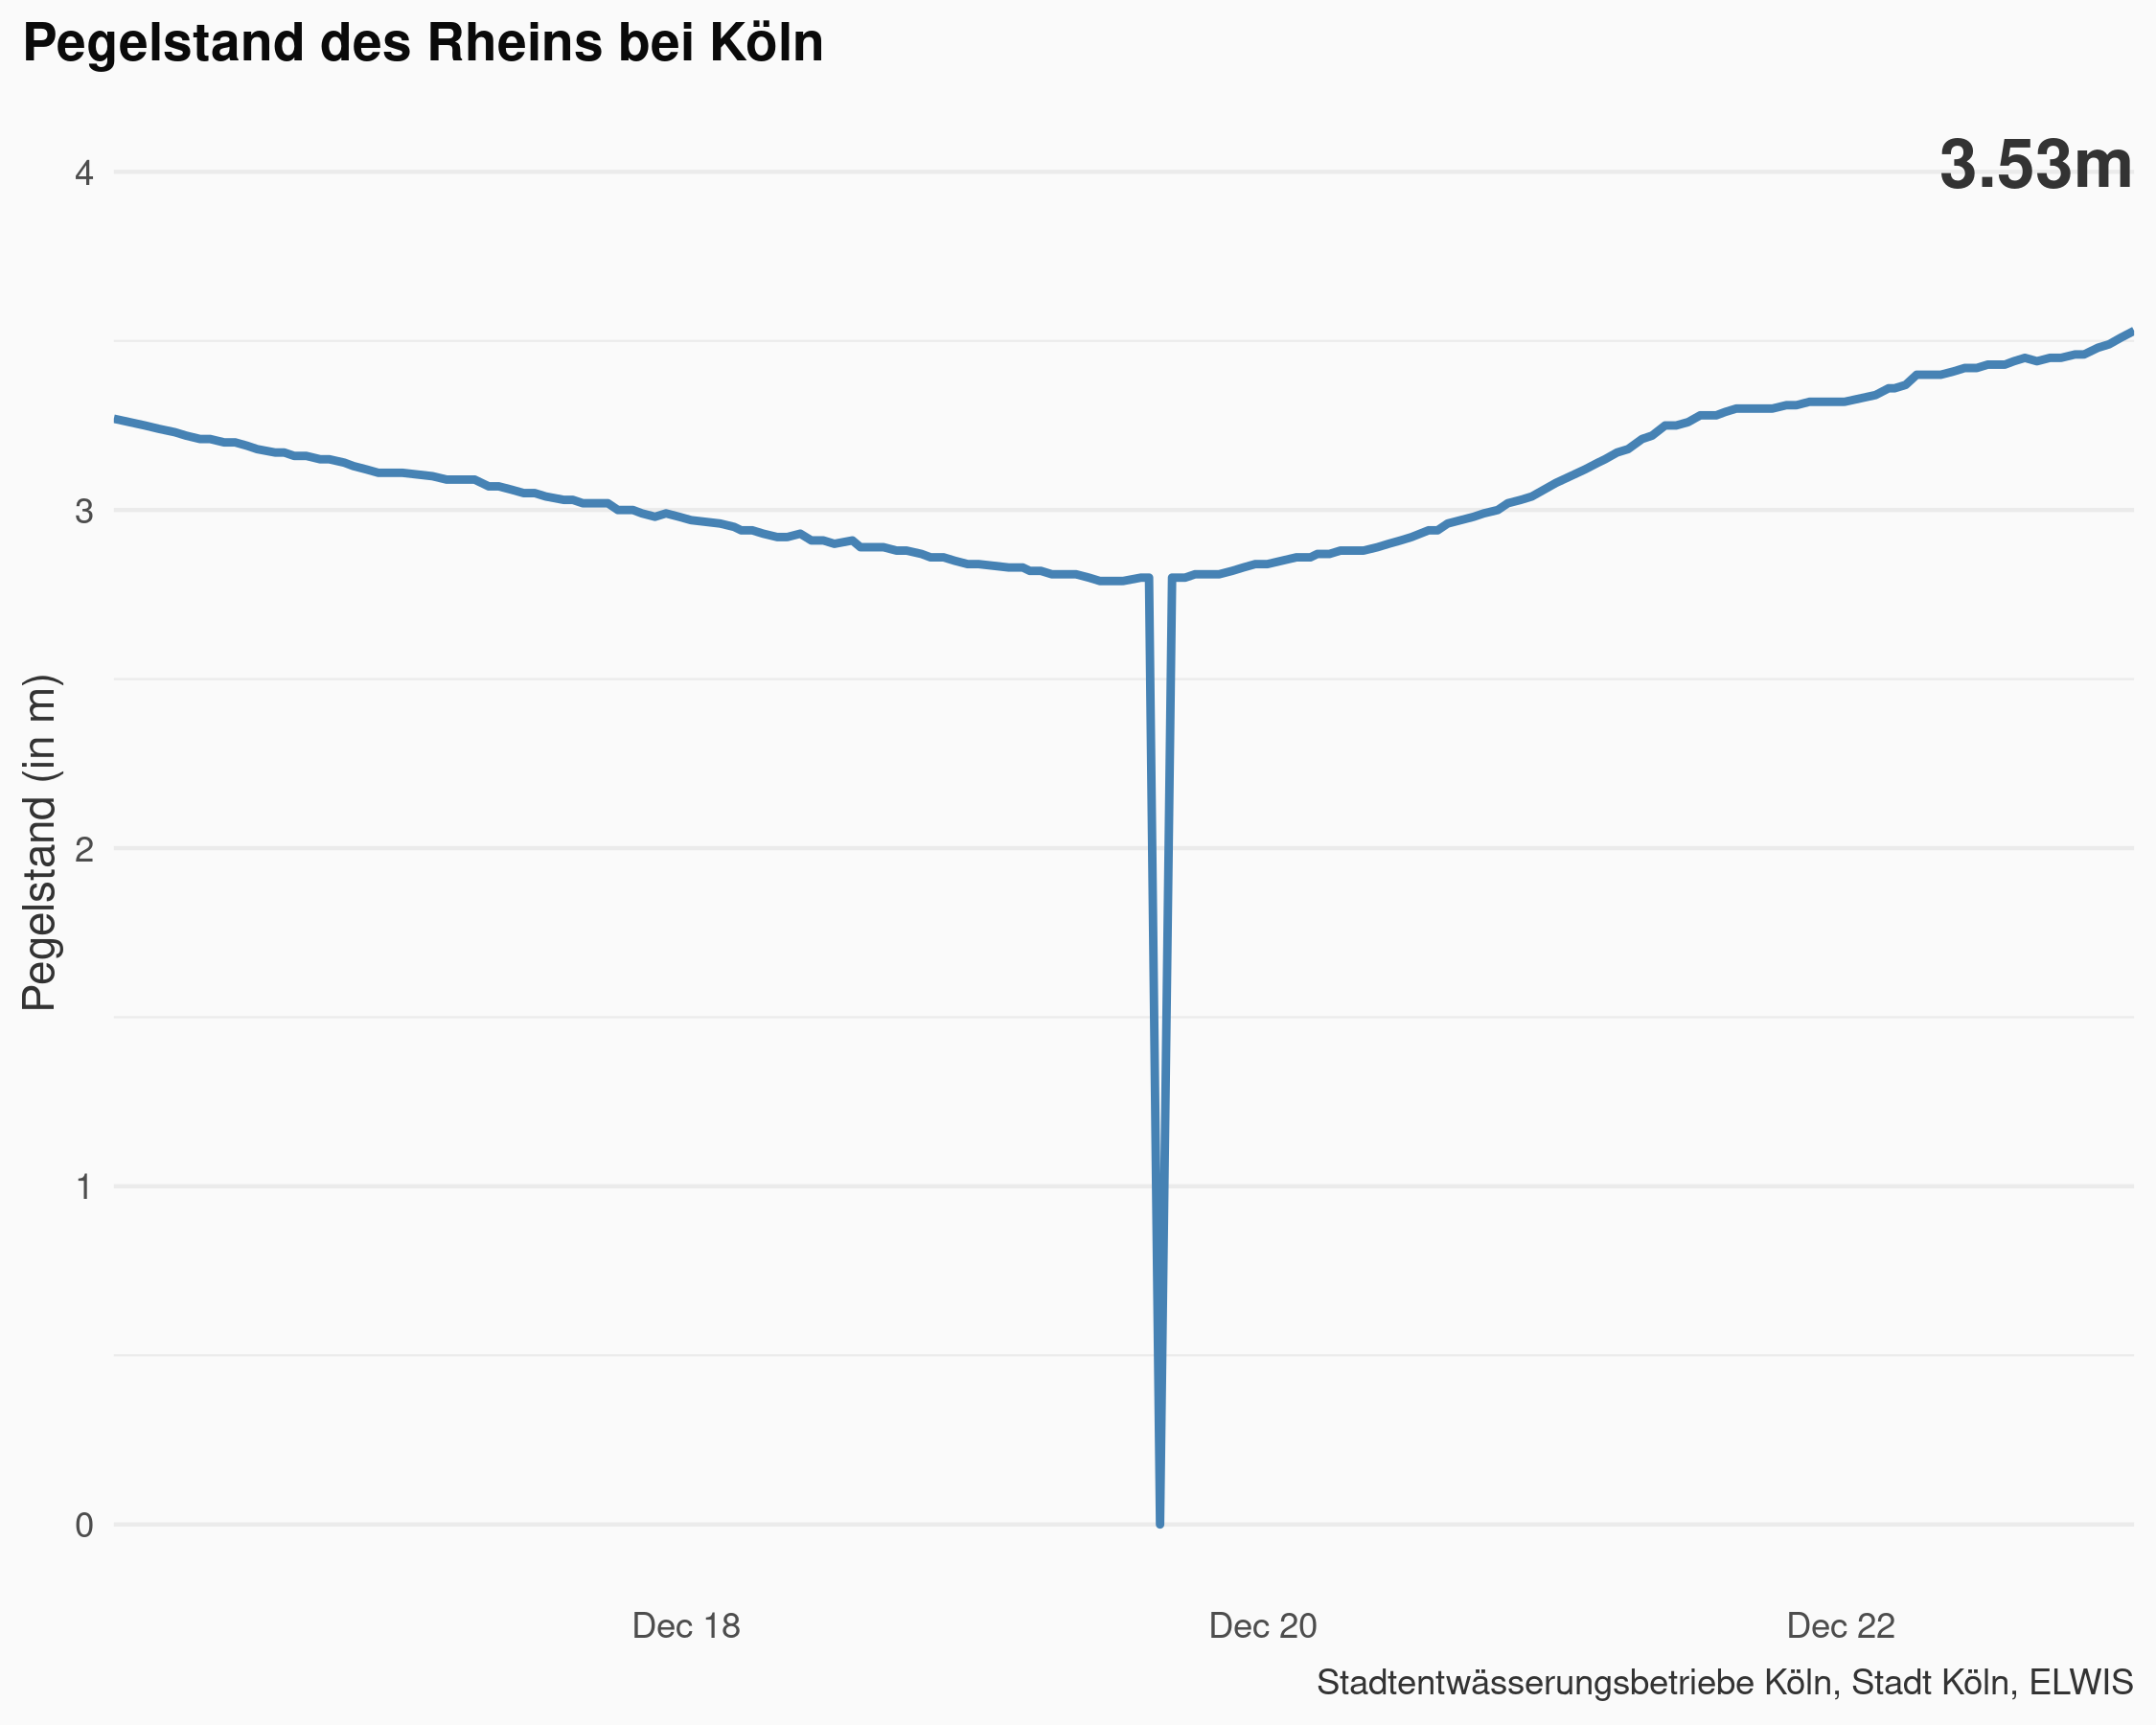 Pegelstand des Rheins bei Köln
3.53m
4
3
2
1
0
Pegelstand (in m)
Dec 18
Dec 20
Dec 22
Stadtentwässerungsbetriebe Köln, Stadt Köln, ELWIS